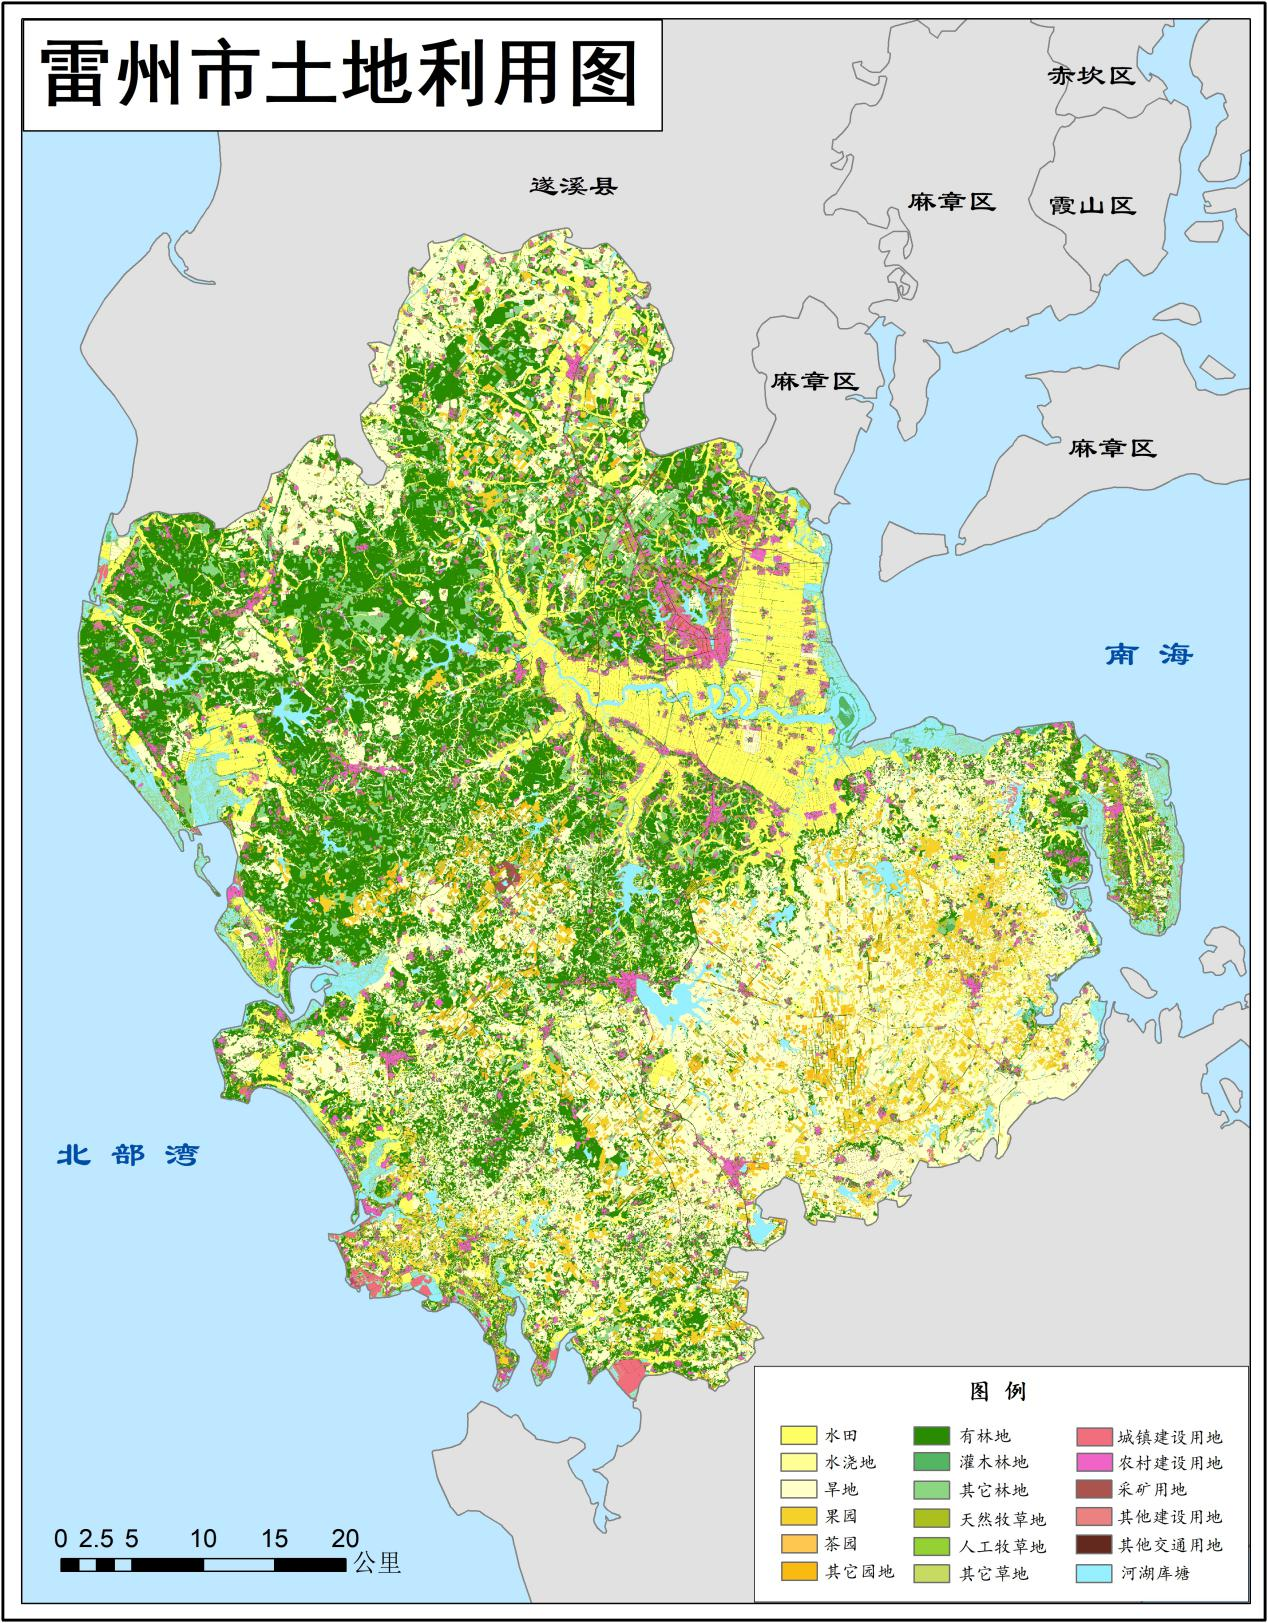 雷州市土地利用图
赤坎区
遂溪县
麻章区
霞山区
麻章区
麻章区
南海
北部湾
图例
水田
有林地
城镇建设用地
水浇地
灌木林地
农村建设用地
旱地
其它林地
采矿用地
果园
天然牧草地
其他建设用地
茶园
人工牧草地
其他交通用地
其它园地
其它草地
河湖库塘
0 2.5 5 10 15 20
公里